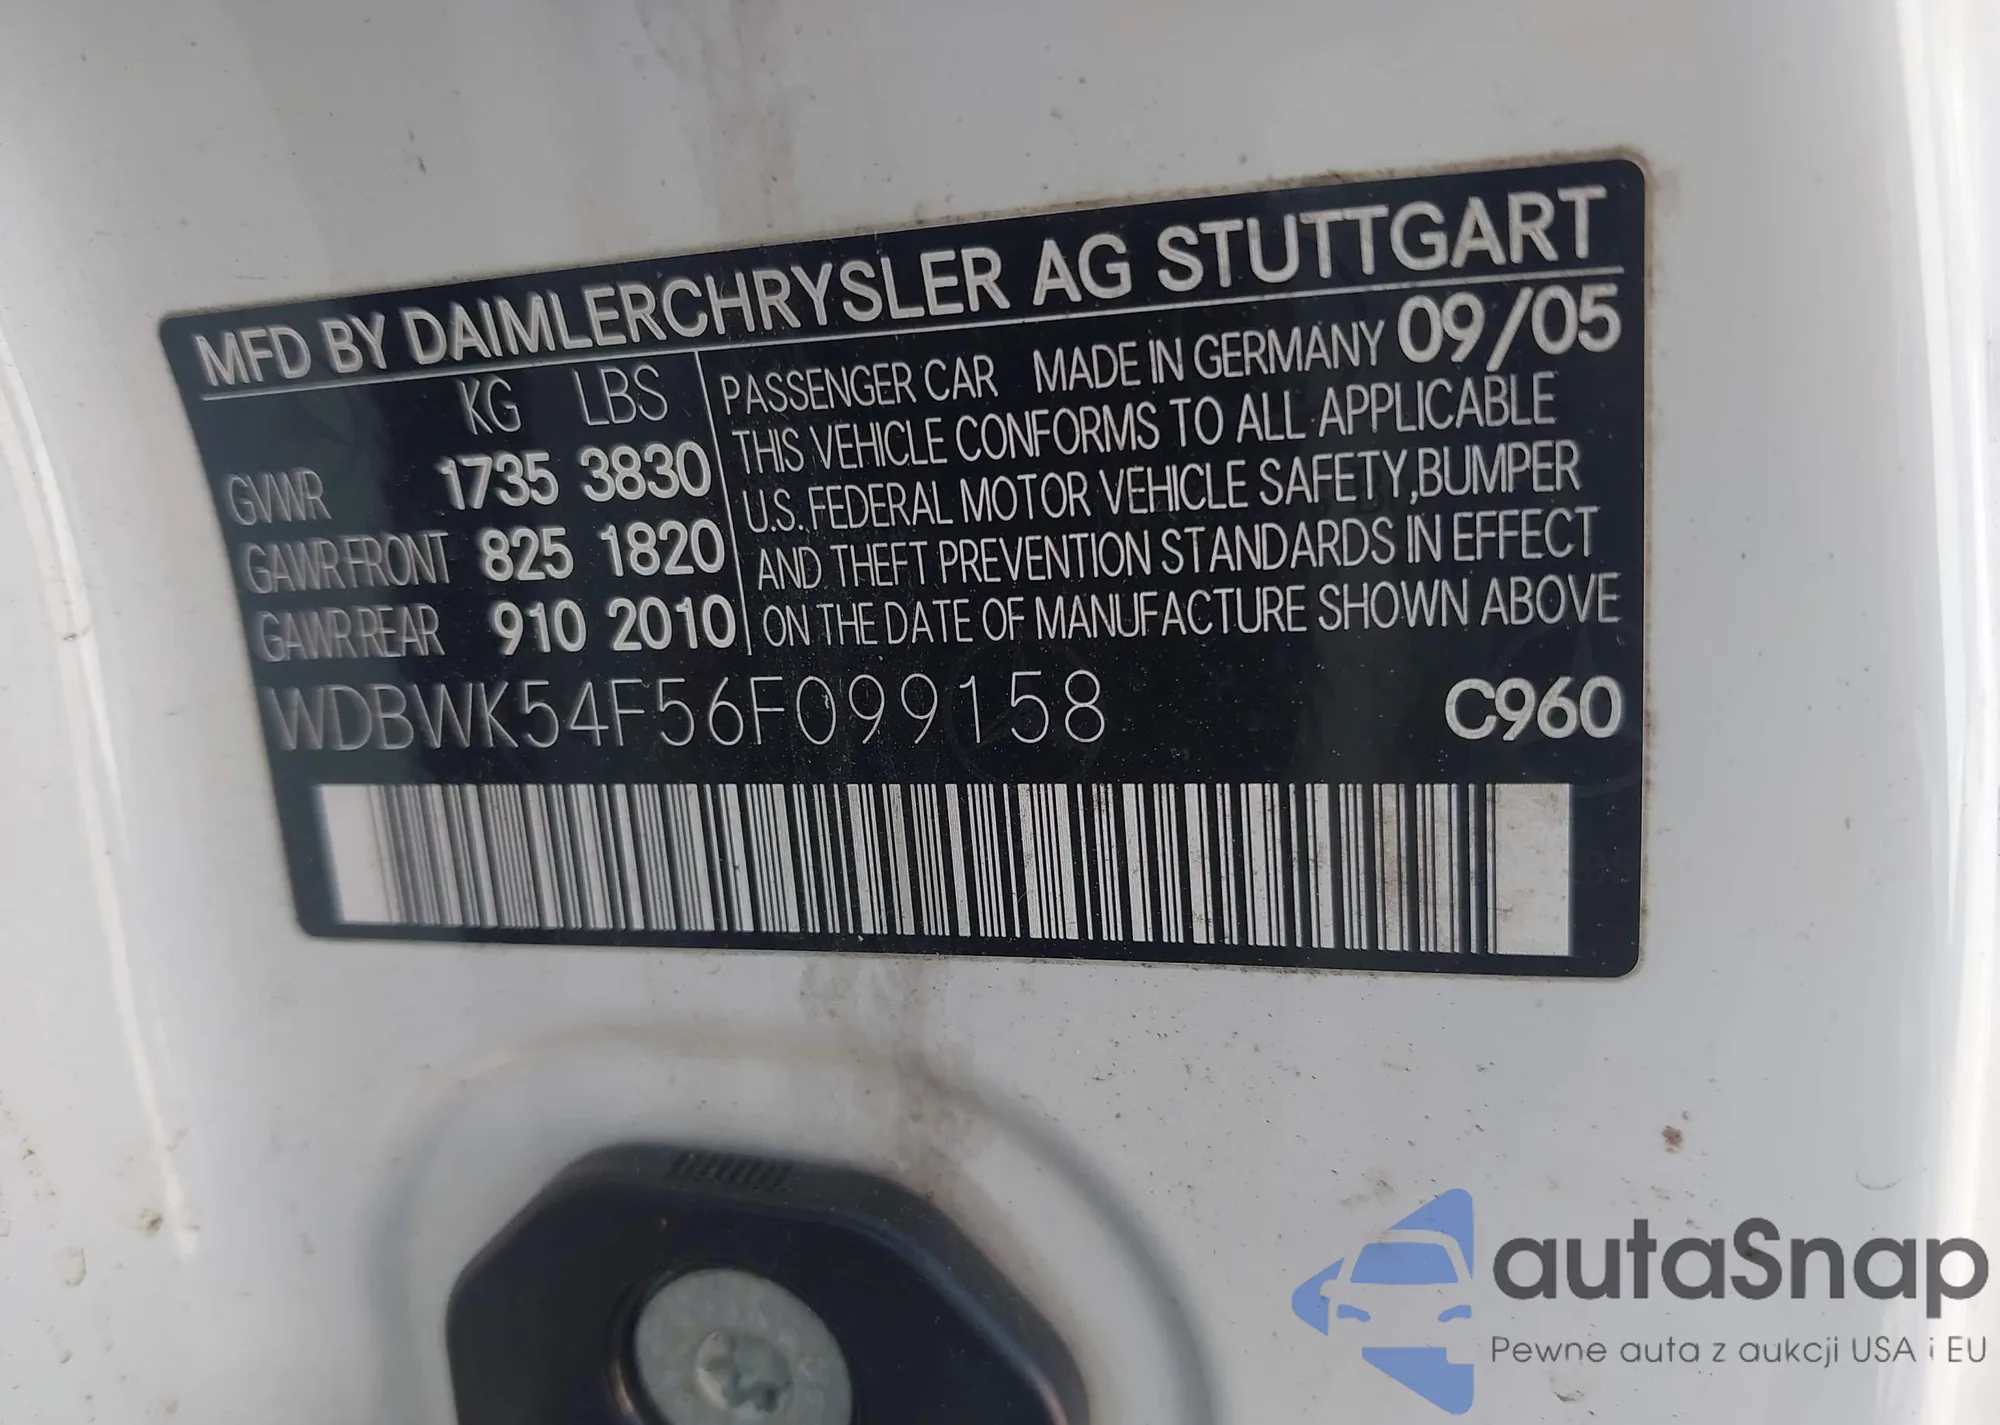 MFD BY DAIMLERCHRYSLER AG STUTTGART
KG LBS
GVWR 1735 3830
GAWR FRONT 825 1820
GAWR REAR 910 2010
PASSENGER CAR MADE IN GERMANY 09/05
THIS VEHICLE CONFORMS TO ALL APPLICABLE
U.S. FEDERAL MOTOR VEHICLE SAFETY, BUMPER
AND THEFT PREVENTION STANDARDS IN EFFECT
ON THE DATE OF MANUFACTURE SHOWN ABOVE
WDBWK54F56F099158 C960
autaSnap
Pewne auta z aukcji USA i EU